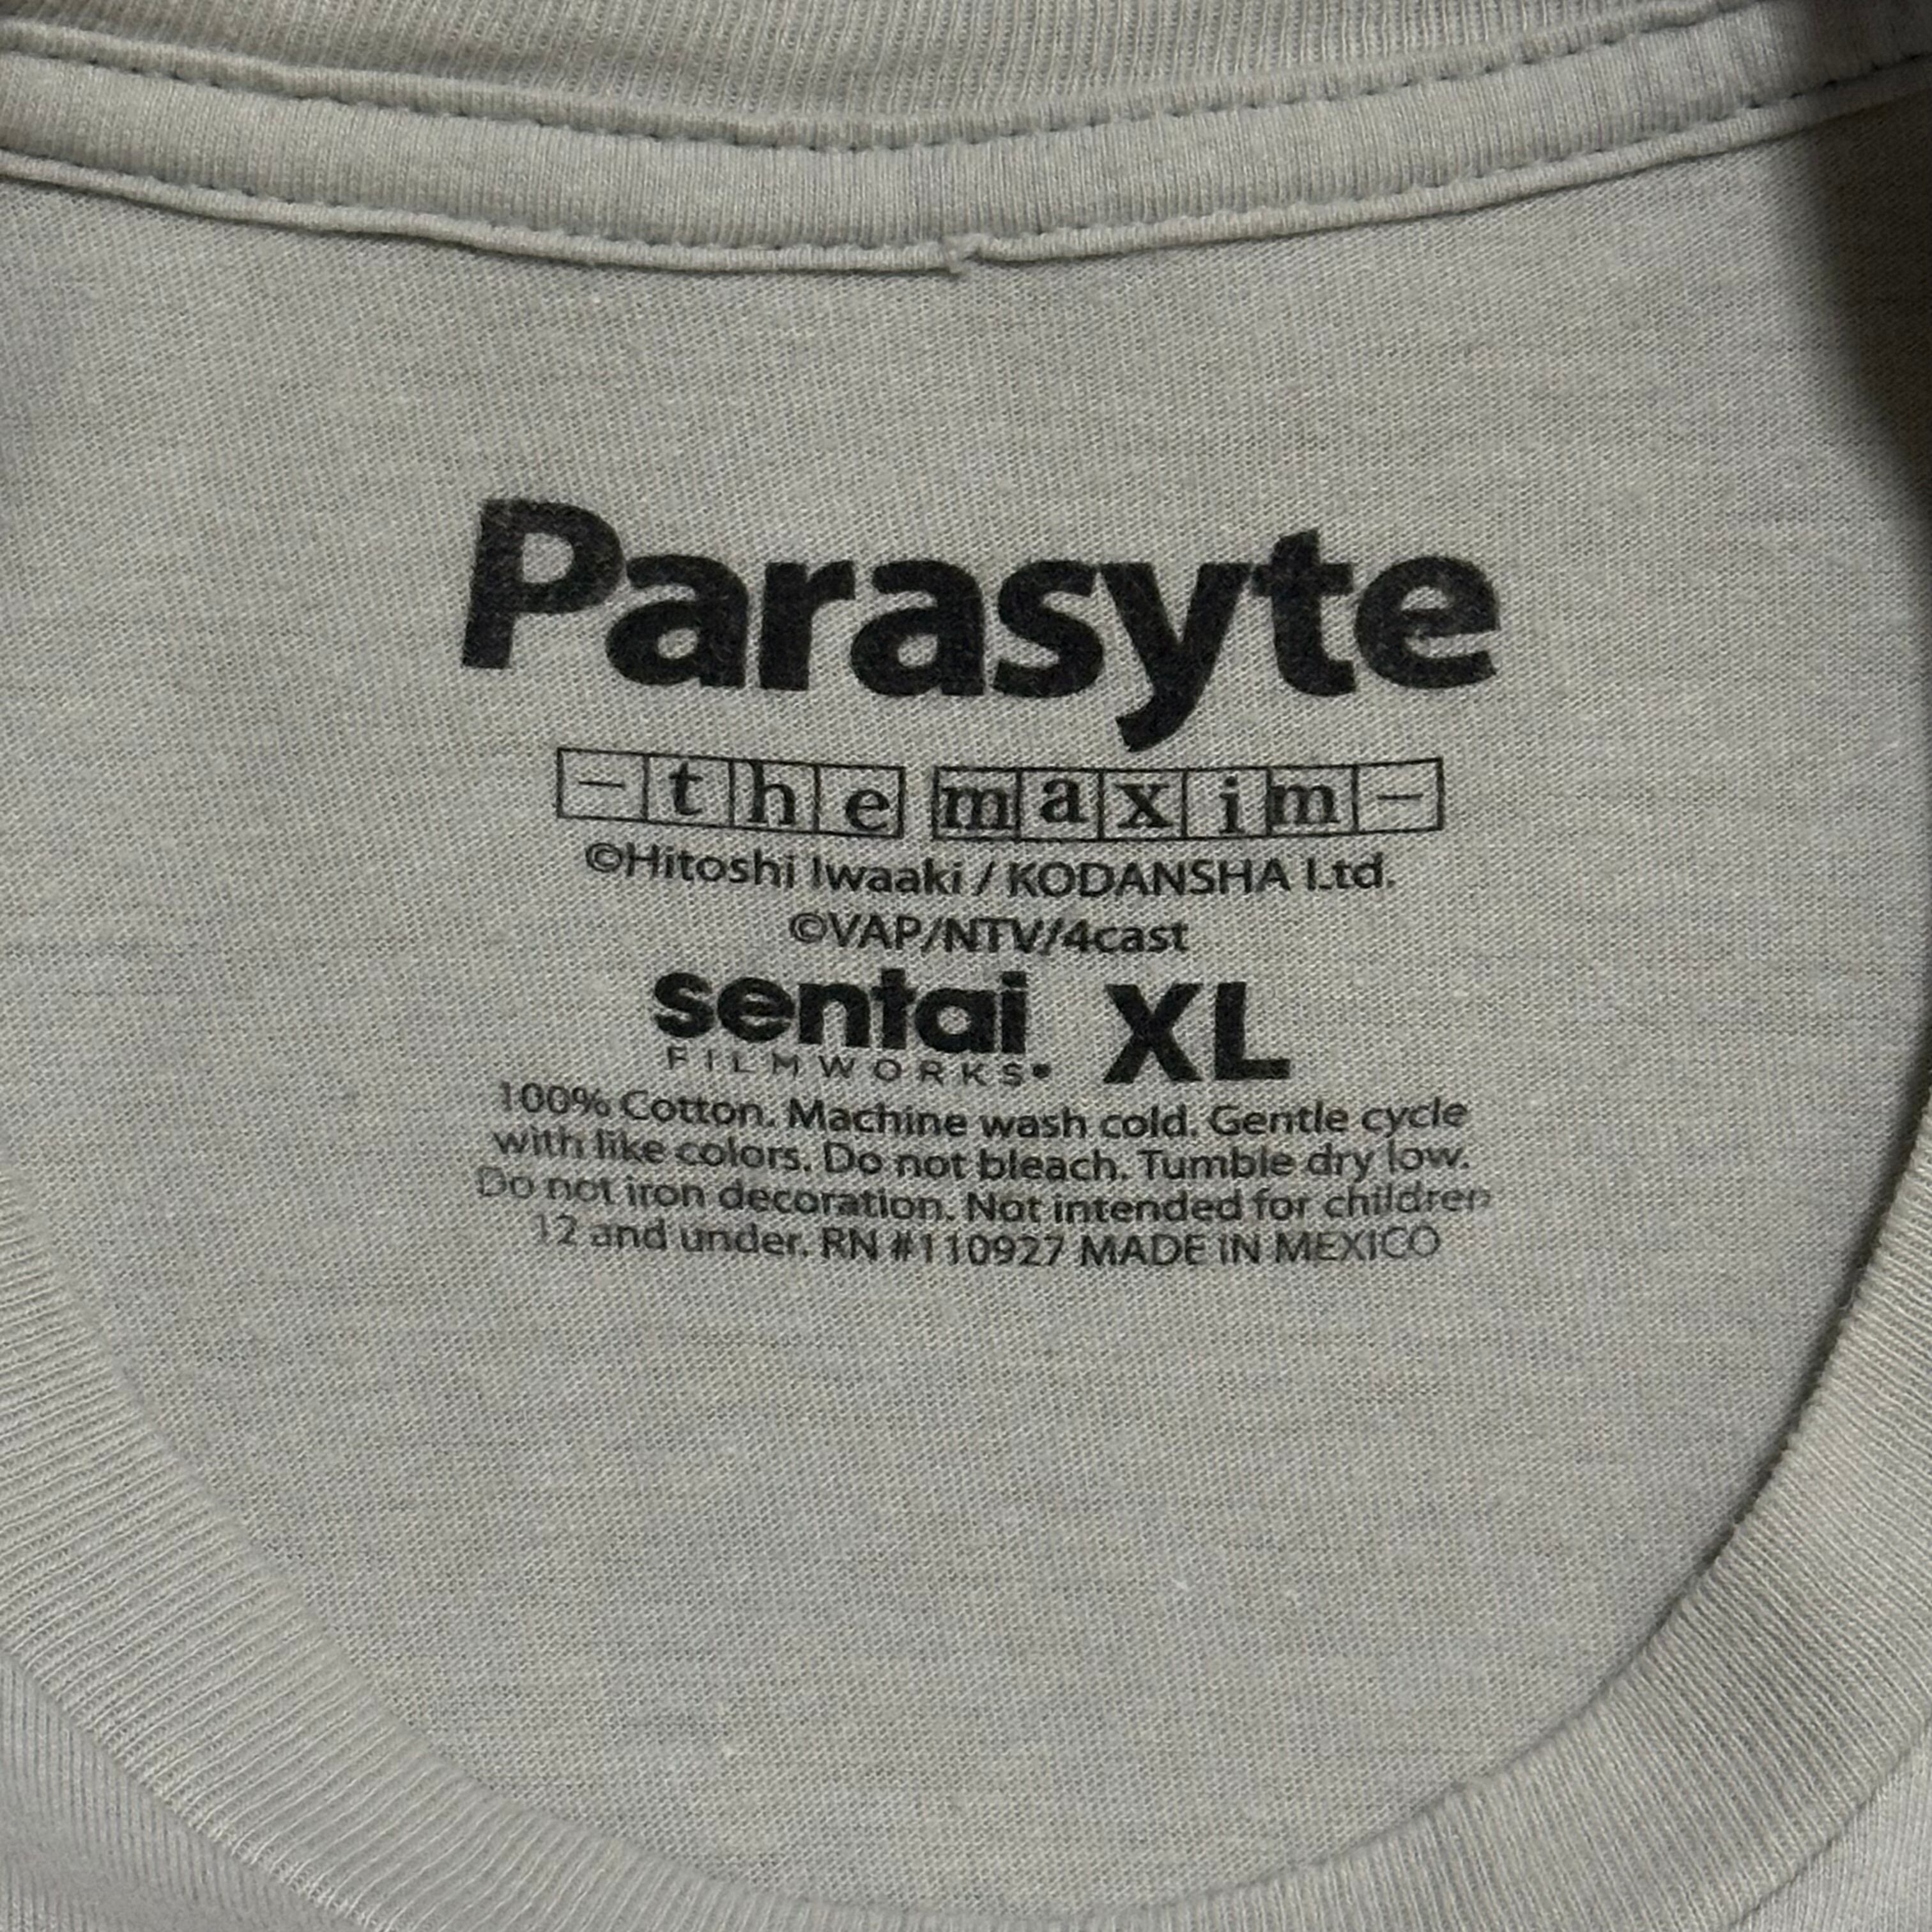 Parasyte
-the maxim-
©Hitoshi Iwaaki / KODANSHA Ltd.
©VAP/NTV/4cast
sentai XL
FILMWORKS
100% Cotton. Machine wash cold. Gentle cycle
with like colors. Do not bleach. Tumble dry low.
Do not iron decoration. Not intended for children
12 and under. RN #110927 MADE IN MEXICO